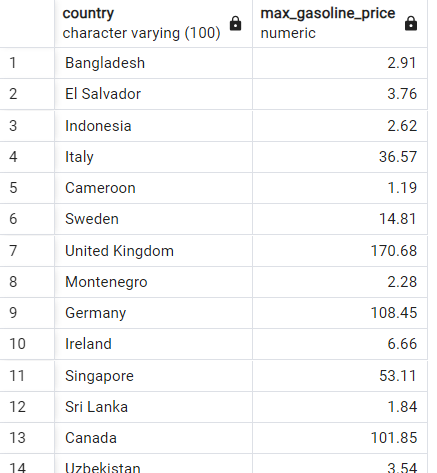 country max_gasoline_price
character varying (100) numeric
1 Bangladesh 2.91
2 El Salvador 3.76
3 Indonesia 2.62
4 Italy 36.57
5 Cameroon 1.19
6 Sweden 14.81
7 United Kingdom 170.68
8 Montenegro 2.28
9 Germany 108.45
10 Ireland 6.66
11 Singapore 53.11
12 Sri Lanka 1.84
13 Canada 101.85
14 Uzbekistan 3.54